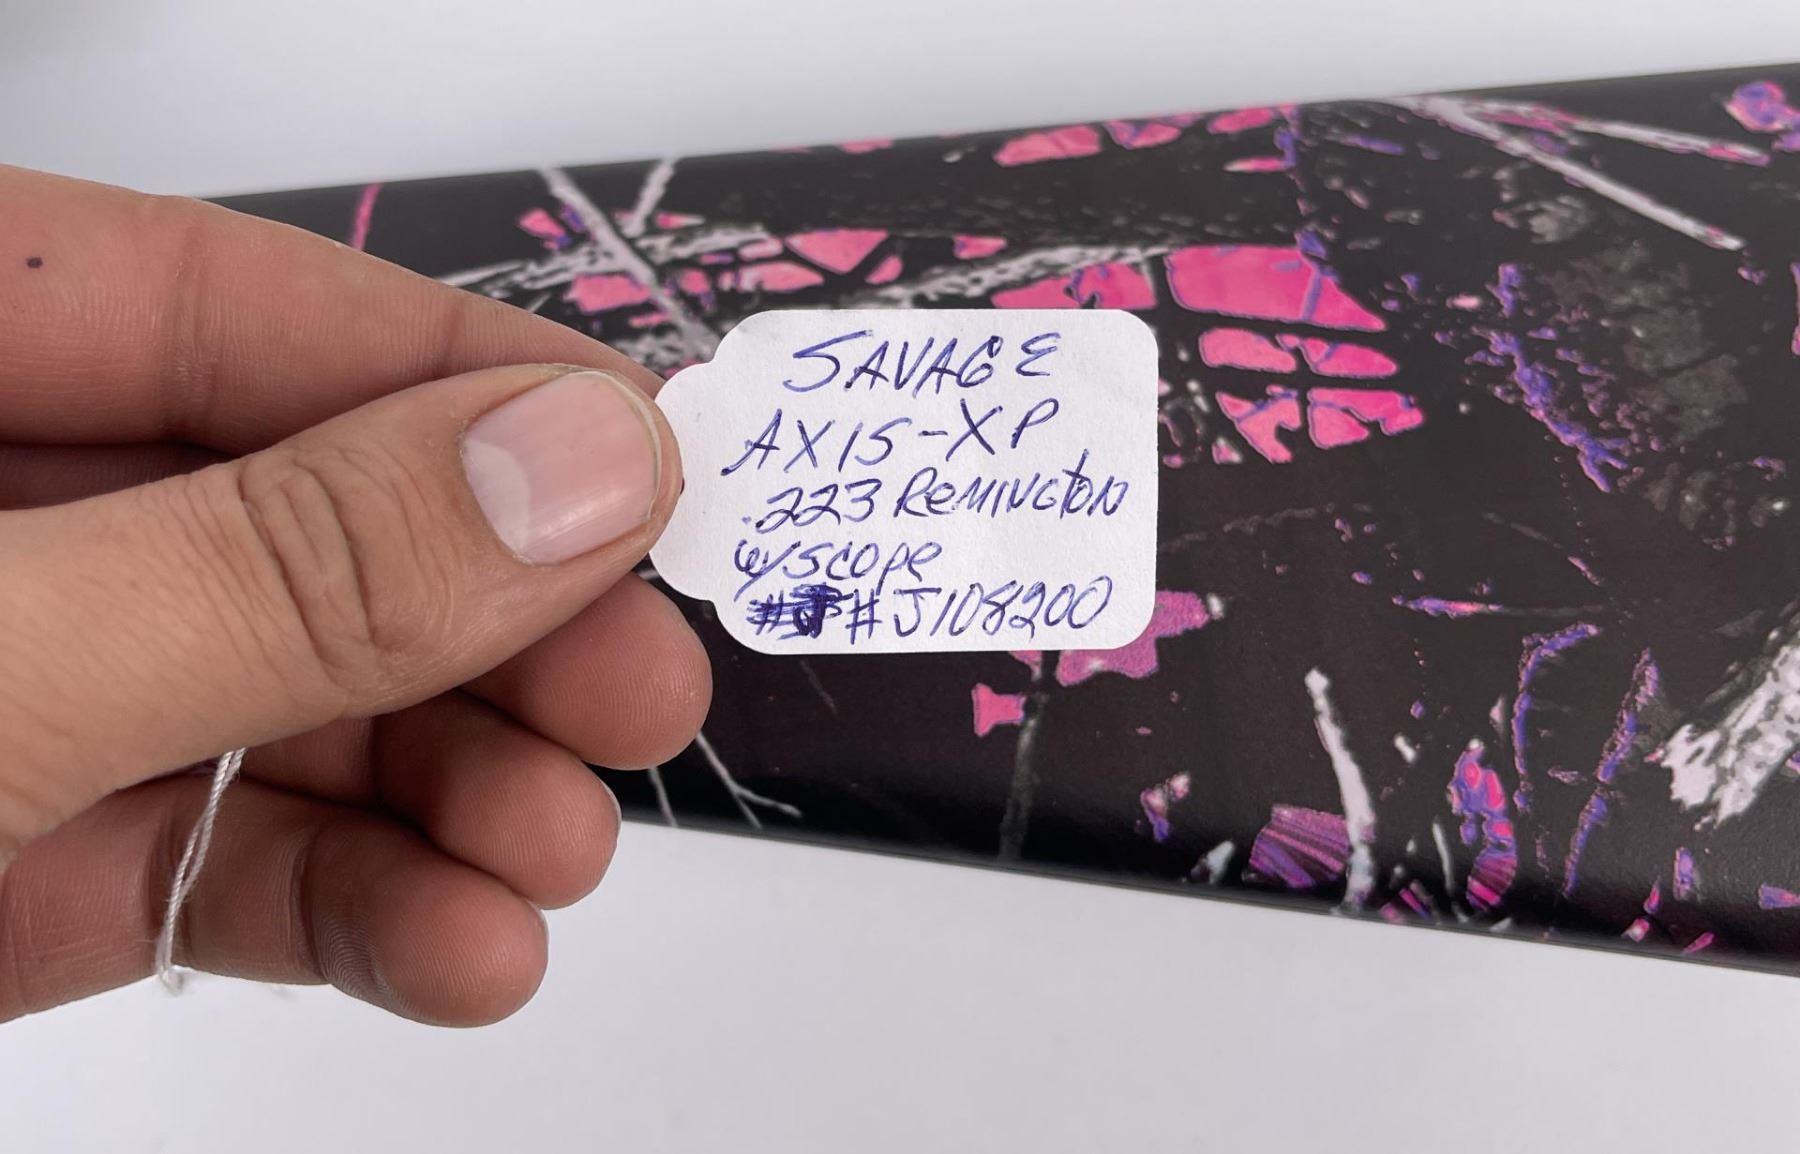 SAVAGE
AXIS-XP
.223 Remington
w/scope
# # J108200